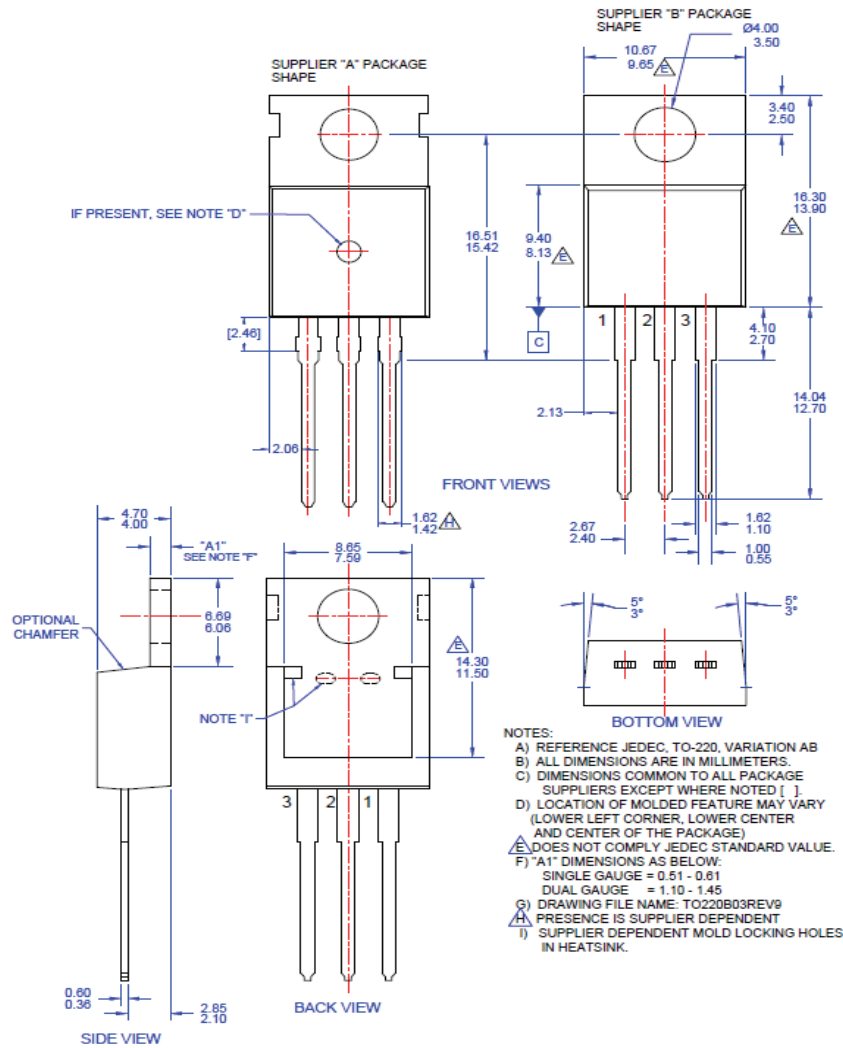 SUPPLIER "B" PACKAGE
SHAPE
Ø4.00
3.50
10.67
9.65 E
SUPPLIER "A" PACKAGE
SHAPE
3.40
2.50
IF PRESENT, SEE NOTE "D"
16.51
15.42
9.40
8.13 E
16.30
13.90
E
[2.46]
1 2 3
C
4.10
2.70
14.04
12.70
2.13
2.06
FRONT VIEWS
4.70
4.00
"A1"
SEE NOTE "F"
1.62
1.42 H
8.65
7.59
2.67
2.40
1.62
1.10
1.00
0.55
OPTIONAL
CHAMFER
6.69
6.06
E
14.30
11.50
5°
3°
5°
3°
NOTE "I"
BOTTOM VIEW
3 2 1
NOTES:
A) REFERENCE JEDEC, TO-220, VARIATION AB
B) ALL DIMENSIONS ARE IN MILLIMETERS.
C) DIMENSIONS COMMON TO ALL PACKAGE
SUPPLIERS EXCEPT WHERE NOTED [ ].
D) LOCATION OF MOLDED FEATURE MAY VARY
(LOWER LEFT CORNER, LOWER CENTER
AND CENTER OF THE PACKAGE)
E DOES NOT COMPLY JEDEC STANDARD VALUE.
F) "A1" DIMENSIONS AS BELOW:
SINGLE GAUGE = 0.51 - 0.61
DUAL GAUGE = 1.10 - 1.45
G) DRAWING FILE NAME: TO220B03REV9
H PRESENCE IS SUPPLIER DEPENDENT
I) SUPPLIER DEPENDENT MOLD LOCKING HOLES
IN HEATSINK.
0.60
0.36
2.85
2.10
BACK VIEW
SIDE VIEW